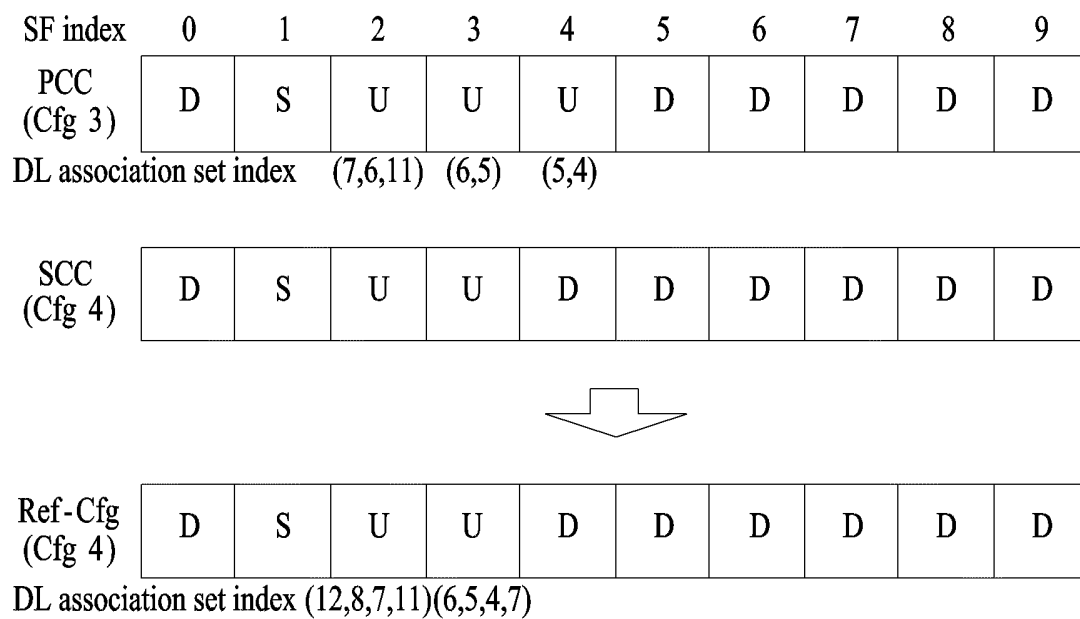 SF index 0 1 2 3 4 5 6 7 8 9
PCC
(Cfg 3)
D S U U U D D D D D
DL association set index (7,6,11) (6,5) (5,4)
SCC
(Cfg 4)
D S U U D D D D D D
Ref-Cfg
(Cfg 4)
D S U U D D D D D D
DL association set index (12,8,7,11)(6,5,4,7)